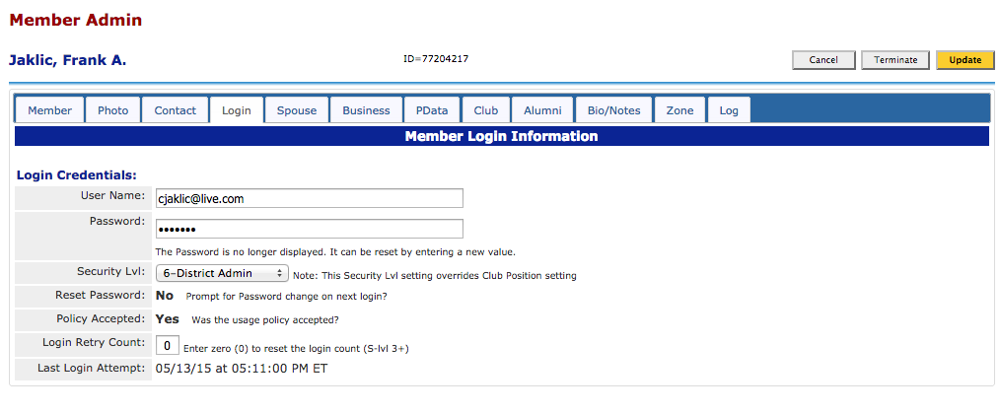 Member Admin
Jaklic, Frank A. ID=77204217 Cancel Terminate Update
Member Photo Contact Login Spouse Business PData Club Alumni Bio/Notes Zone Log
Member Login Information
Login Credentials:
User Name: cjaklic@live.com
Password: •••••••
The Password is no longer displayed. It can be reset by entering a new value.
Security Lvl: 6-District Admin Note: This Security Lvl setting overrides Club Position setting
Reset Password: No Prompt for Password change on next login?
Policy Accepted: Yes Was the usage policy accepted?
Login Retry Count: 0 Enter zero (0) to reset the login count (S-lvl 3+)
Last Login Attempt: 05/13/15 at 05:11:00 PM ET